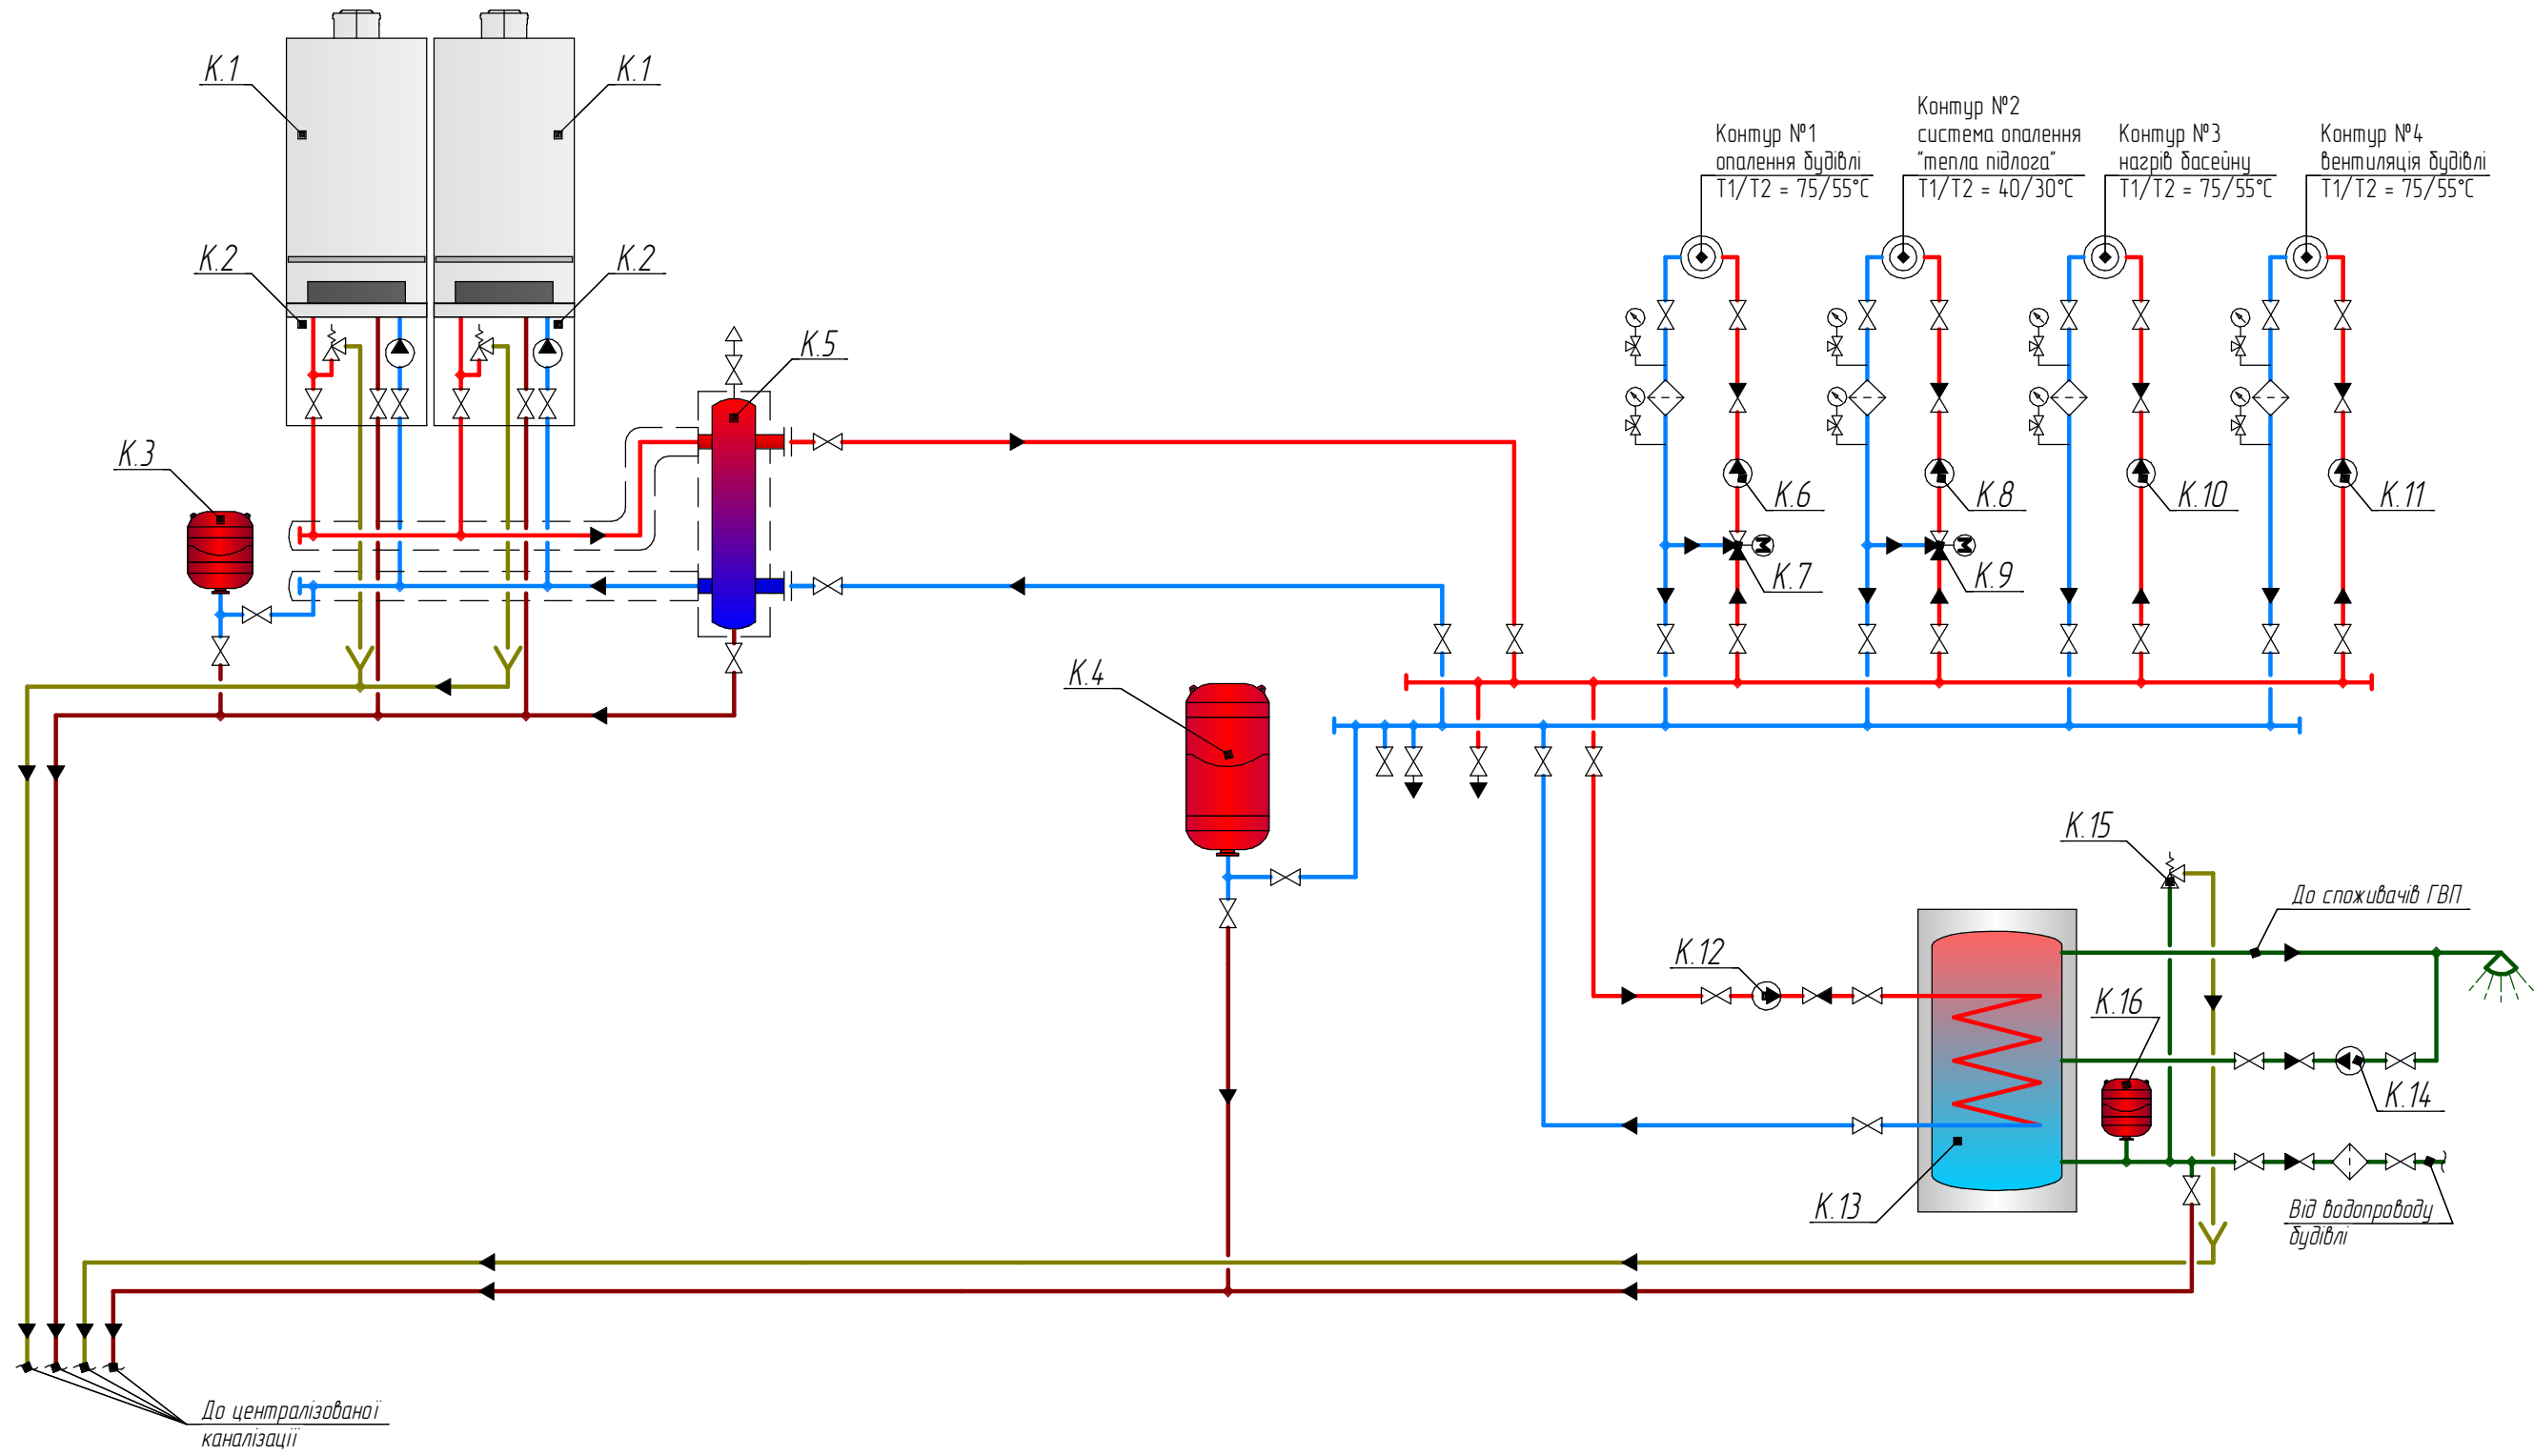 К.1
К.1
К.2
К.2
К.3
К.5
К.4
Контур №1
опалення будівлі
Т1/Т2 = 75/55°С
Контур №2
система опалення
"тепла підлога"
Т1/Т2 = 40/30°С
Контур №3
нагрів басейну
Т1/Т2 = 75/55°С
Контур №4
вентиляція будівлі
Т1/Т2 = 75/55°С
К.6
К.8
К.10
К.11
М
М
К.7
К.9
К.15
До споживачів ГВП
К.12
К.16
К.14
К.13
Від водопроводу
будівлі
До централізованої
каналізації